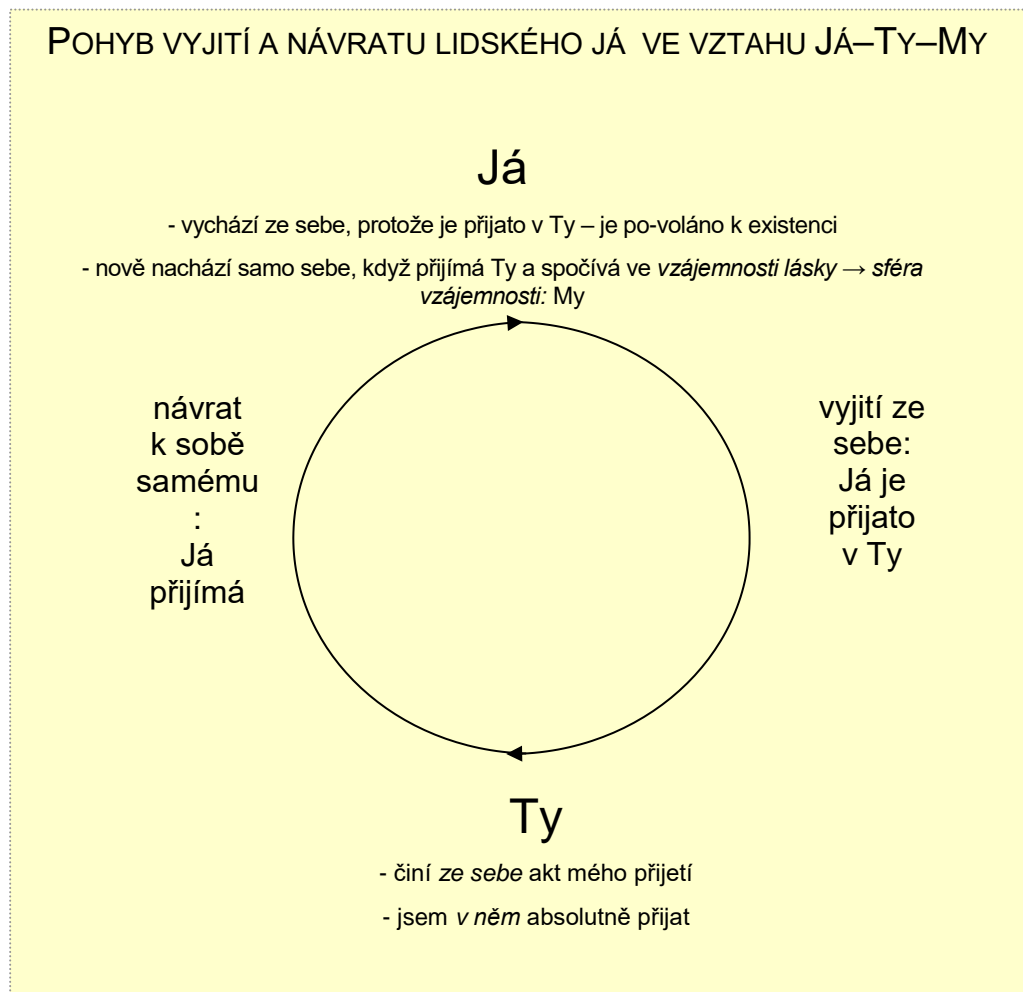 POHYB VYJITÍ A NÁVRATU LIDSKÉHO JÁ VE VZTAHU JÁ–TY–MY
Já
- vychází ze sebe, protože je přijato v Ty – je po-voláno k existenci
- nově nachází samo sebe, když přijímá Ty a spočívá ve vzájemnosti lásky → sféra
vzájemnosti: My
návrat
k sobě
samému
:
Já
přijímá
vyjití ze
sebe:
Já je
přijato
v Ty
Ty
- činí ze sebe akt mého přijetí
- jsem v něm absolutně přijat